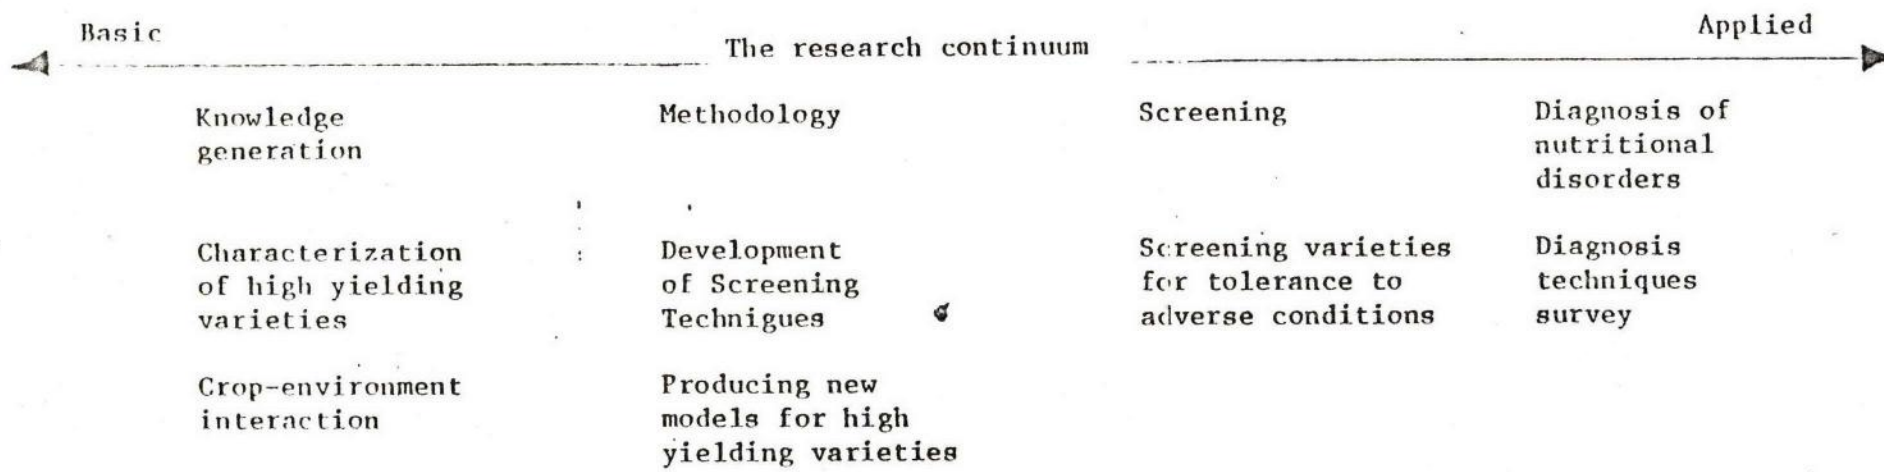 Basic
The research continuum
Applied
Knowledge
generation
Methodology
Screening
Diagnosis of
nutritional
disorders
Characterization
of high yielding
varieties
Development
of Screening
Technigues
Screening varieties
for tolerance to
adverse conditions
Diagnosis
techniques
survey
Crop-environment
interaction
Producing new
models for high
yielding varieties